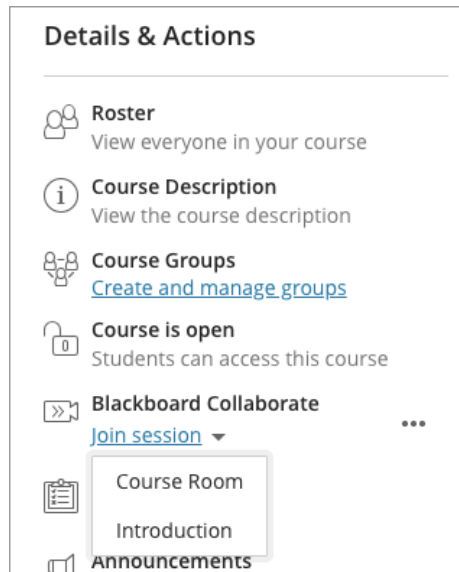 Details & Actions
Roster
View everyone in your course
Course Description
View the course description
Course Groups
Create and manage groups
Course is open
Students can access this course
Blackboard Collaborate
Join session
Course Room
Introduction
Announcements